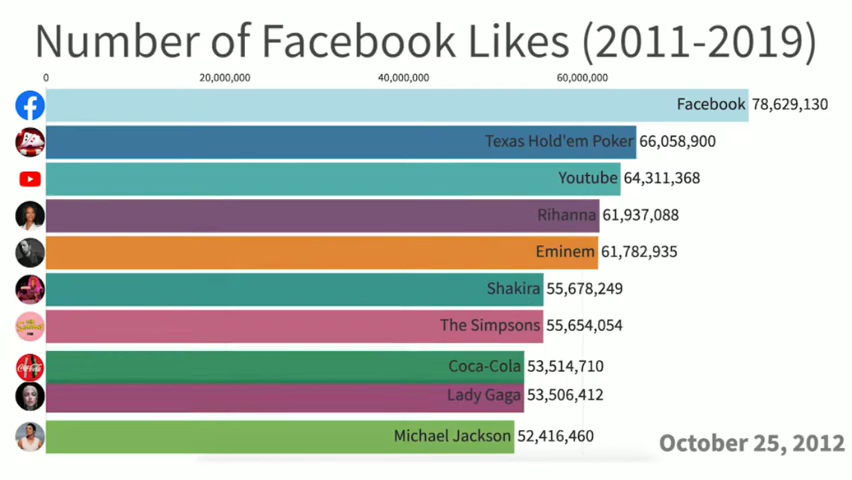 Number of Facebook Likes (2011-2019)
0 20,000,000 40,000,000 60,000,000
Facebook 78,629,130
Texas Hold'em Poker 66,058,900
Youtube 64,311,368
Rihanna 61,937,088
Eminem 61,782,935
Shakira 55,678,249
The Simpsons 55,654,054
Coca-Cola 53,514,710
Lady Gaga 53,506,412
Michael Jackson 52,416,460
October 25, 2012